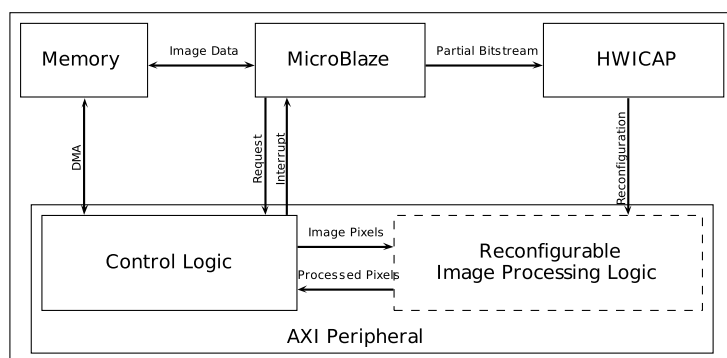 Memory
Image Data
MicroBlaze
Partial Bitstream
HWICAP
DMA
Request
Interrupt
Reconfiguration
Control Logic
Image Pixels
Processed Pixels
Reconfigurable
Image Processing Logic
AXI Peripheral